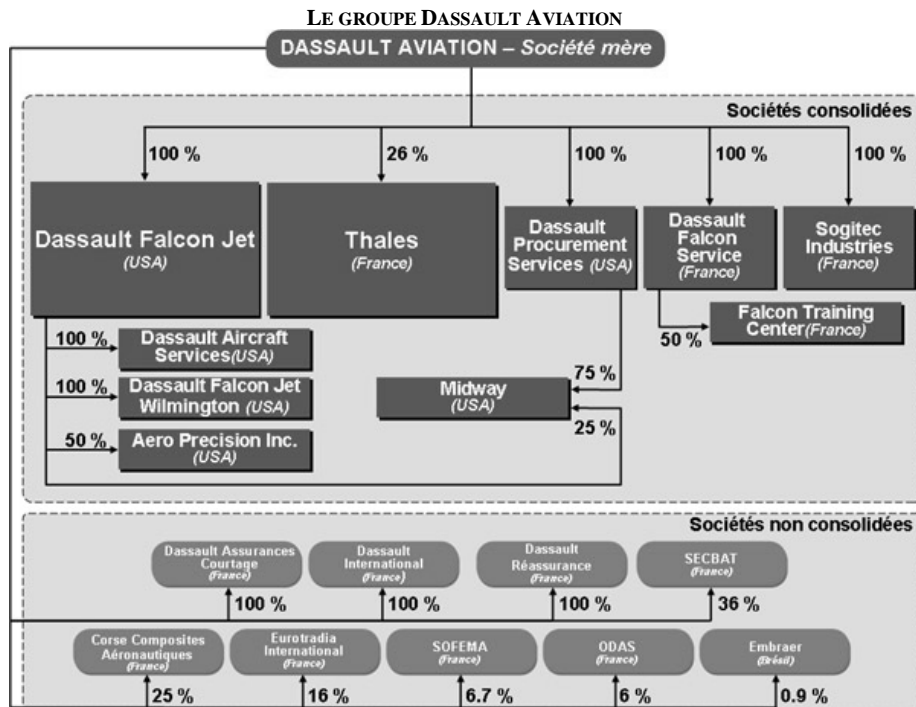 LE GROUPE DASSAULT AVIATION
DASSAULT AVIATION – Société mère
Sociétés consolidées
100 %
26 %
100 %
100 %
100 %
Dassault Falcon Jet
(USA)
Thales
(France)
Dassault
Procurement
Services (USA)
Dassault
Falcon
Service
(France)
Sogitec
Industries
(France)
100 %
Dassault Aircraft
Services(USA)
50 %
Falcon Training
Center(France)
100 %
Dassault Falcon Jet
Wilmington (USA)
Midway
(USA)
75 %
25 %
50 %
Aero Precision Inc.
(USA)
Sociétés non consolidées
Dassault Assurances
Courtage
(France)
Dassault
International
(France)
Dassault
Réassurance
(France)
SECBAT
(France)
100 %
100 %
100 %
36 %
Corse Composites
Aéronautiques
(France)
Eurotradia
International
(France)
SOFEMA
(France)
ODAS
(France)
Embraer
(Brésil)
25 %
16 %
6.7 %
6 %
0.9 %